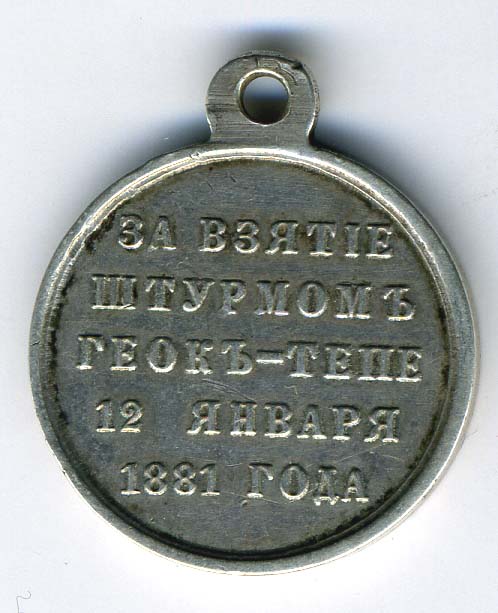 ЗА ВЗЯТІЕ
ШТУРМОМЪ
ГЕОКЪ-ТЕПЕ
12 ЯНВАРЯ
1881 ГОДА